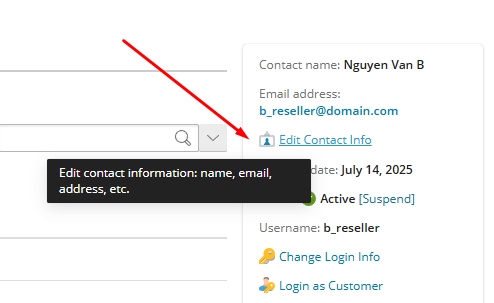 Contact name: Nguyen Van B
Email address:
b_reseller@domain.com
Edit Contact Info
Edit contact information: name, email,
address, etc.
date: July 14, 2025
Active [Suspend]
Username: b_reseller
Change Login Info
Login as Customer